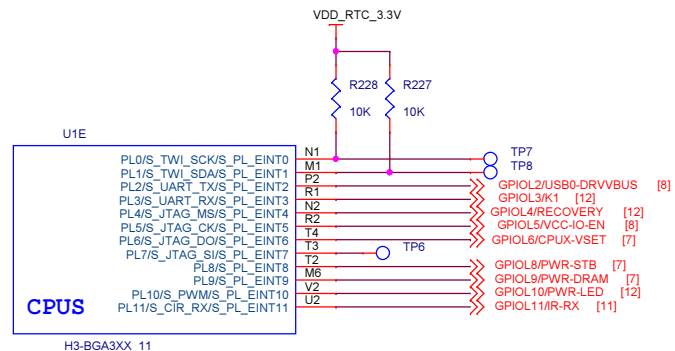 VDD_RTC_3.3V
R228 R227
10K 10K
U1E
PL0/S_TWI_SCK/S_PL_EINT0 N1 TP7
PL1/S_TWI_SDA/S_PL_EINT1 M1 TP8
PL2/S_UART_TX/S_PL_EINT2 P2 GPIOL2/USB0-DRVVBUS [8]
PL3/S_UART_RX/S_PL_EINT3 R1 GPIOL3/K1 [12]
PL4/S_JTAG_MS/S_PL_EINT4 N2 GPIOL4/RECOVERY [12]
PL5/S_JTAG_CK/S_PL_EINT5 R2 GPIOL5/VCC-IO-EN [8]
PL6/S_JTAG_DO/S_PL_EINT6 T4 GPIOL6/CPUX-VSET [7]
PL7/S_JTAG_SI/S_PL_EINT7 T3 TP6
PL8/S_PL_EINT8 T2 GPIOL8/PWR-STB [7]
PL9/S_PL_EINT9 M6 GPIOL9/PWR-DRAM [7]
PL10/S_PWM/S_PL_EINT10 V2 GPIOL10/PWR-LED [12]
PL11/S_CIR_RX/S_PL_EINT11 U2 GPIOL11/IR-RX [11]
CPUS
H3-BGA3XX_11